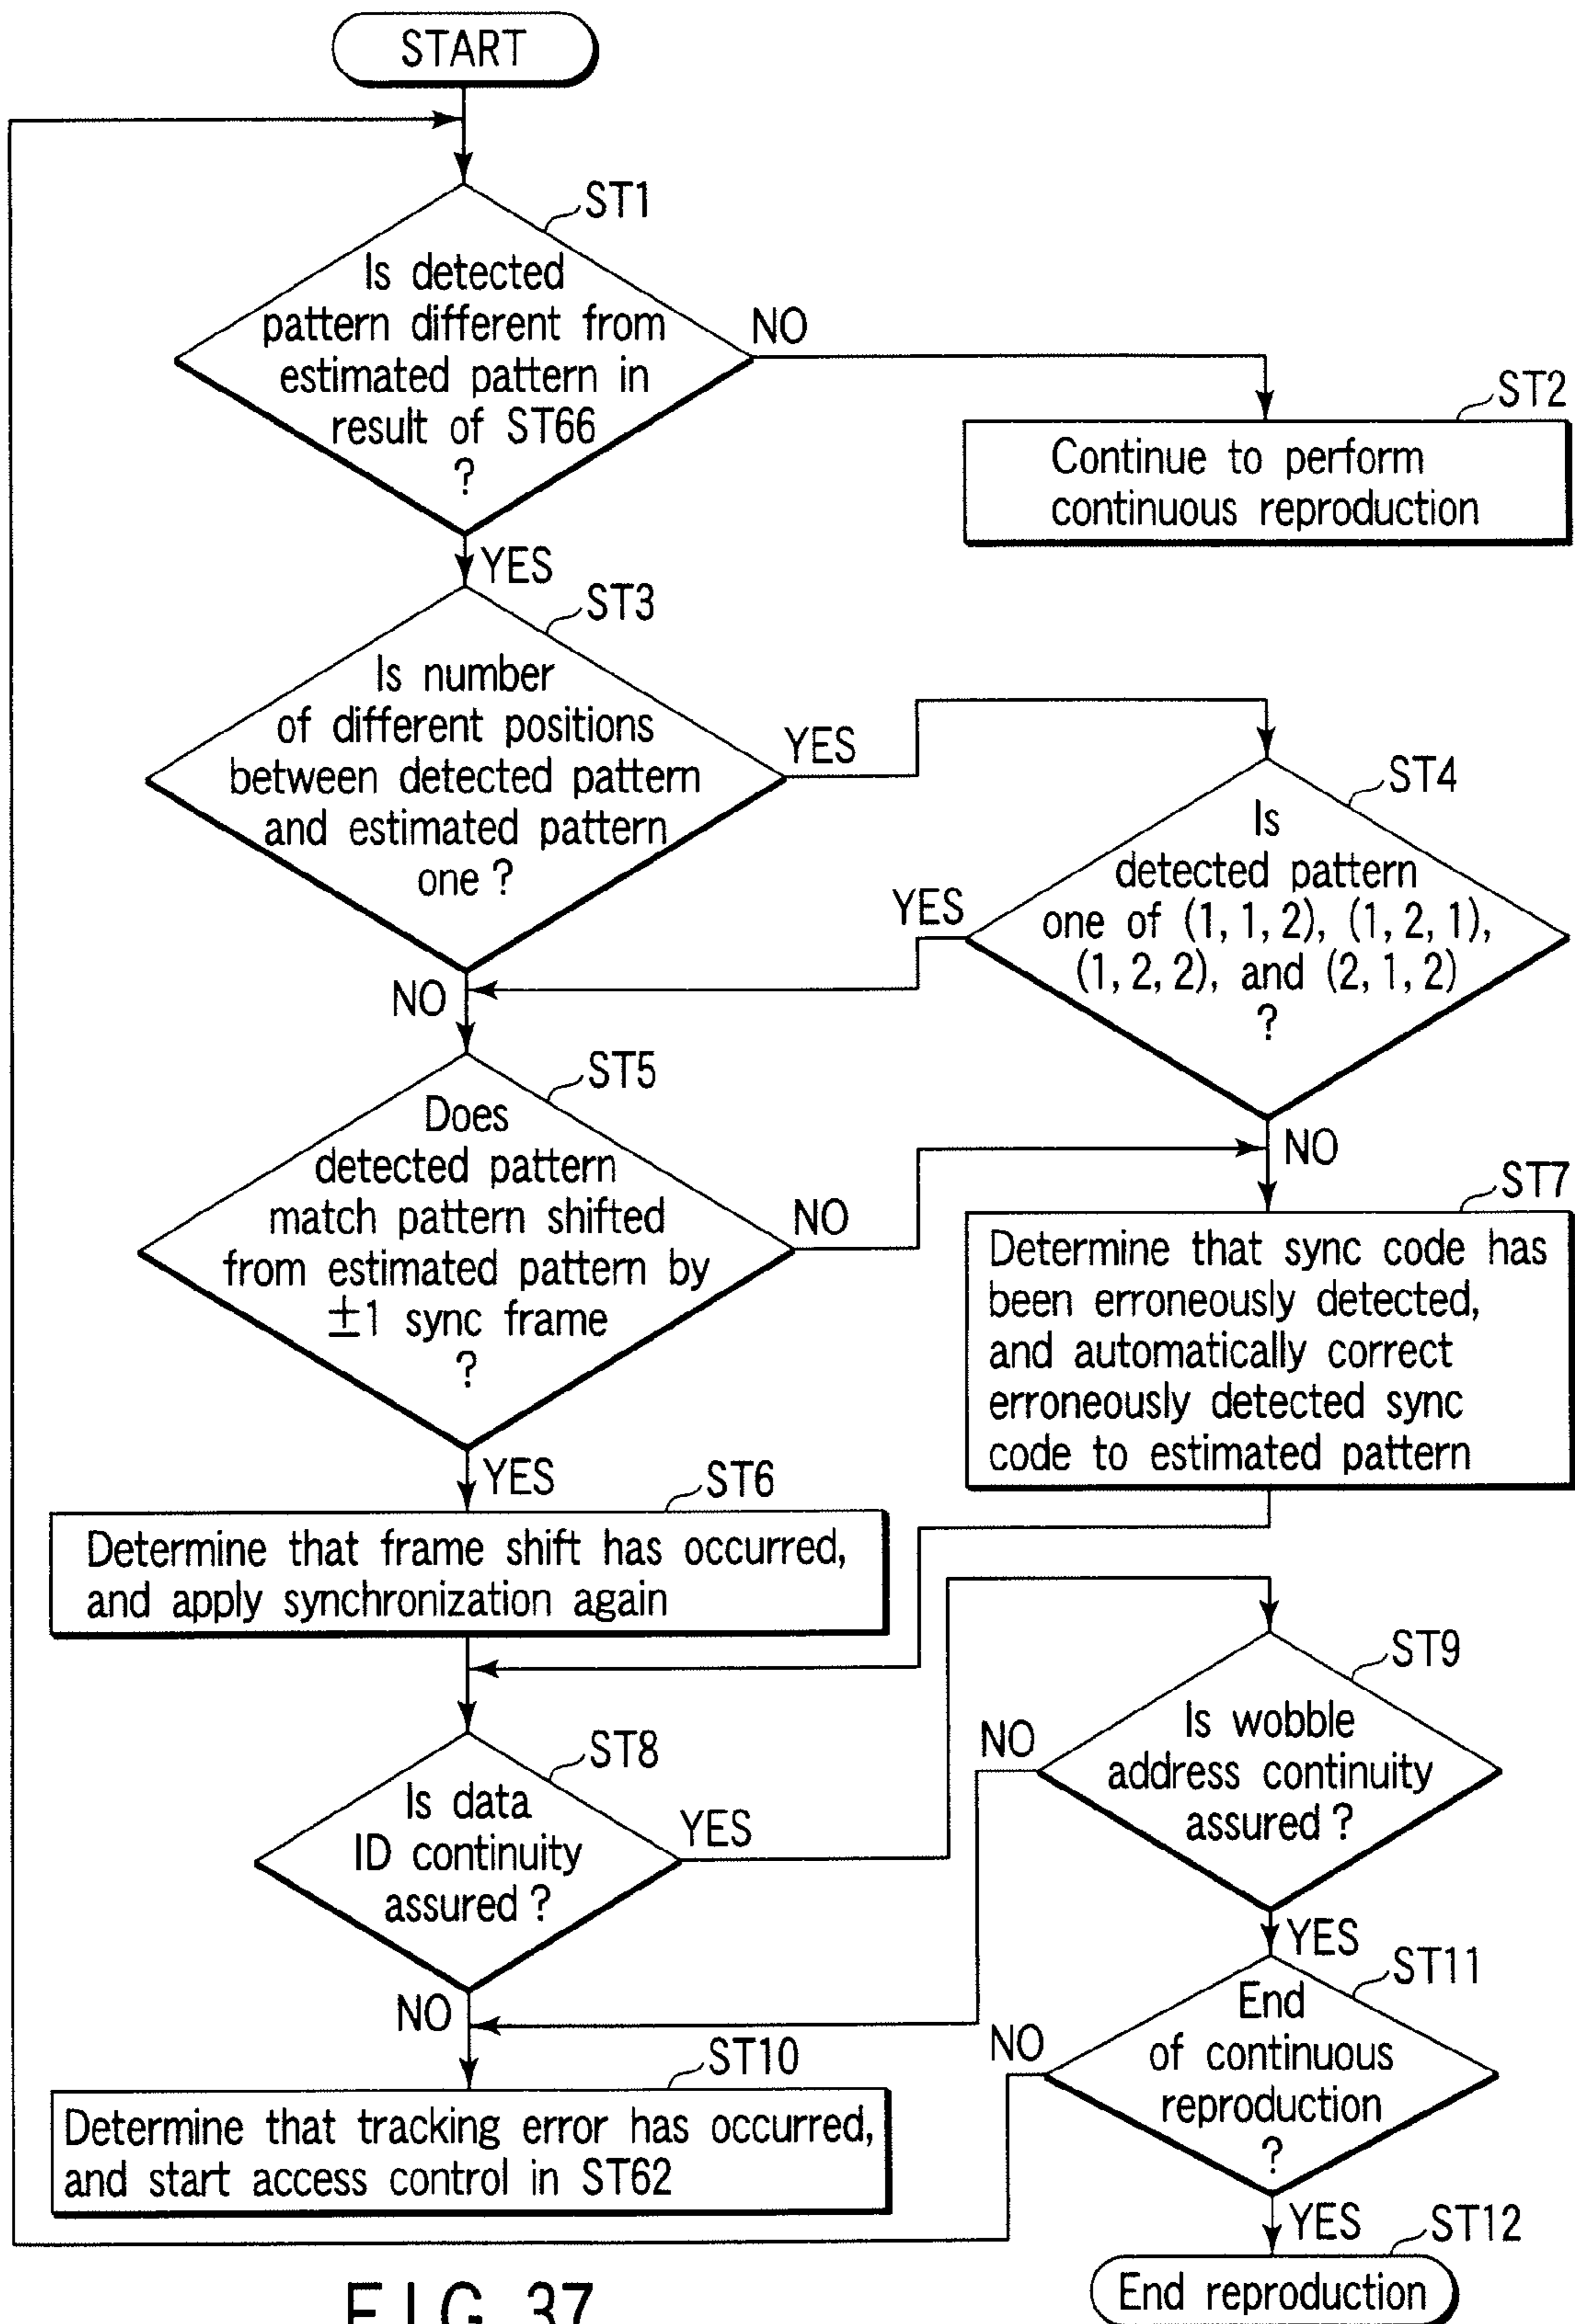 START
ST1
Is detected
pattern different from
estimated pattern in
result of ST66
?
NO
ST2
Continue to perform
continuous reproduction
YES
ST3
Is number
of different positions
between detected pattern
and estimated pattern
one ?
YES
ST4
Is
detected pattern
one of (1, 1, 2), (1, 2, 1),
(1, 2, 2), and (2, 1, 2)
?
YES
NO
NO
ST5
Does
detected pattern
match pattern shifted
from estimated pattern by
±1 sync frame
?
NO
ST7
Determine that sync code has
been erroneously detected,
and automatically correct
erroneously detected sync
code to estimated pattern
YES
ST6
Determine that frame shift has occurred,
and apply synchronization again
ST8
Is data
ID continuity
assured ?
YES
ST9
Is wobble
address continuity
assured ?
NO
YES
NO
ST10
Determine that tracking error has occurred,
and start access control in ST62
ST11
End
of continuous
reproduction
?
NO
YES
ST12
End reproduction
FIG. 37